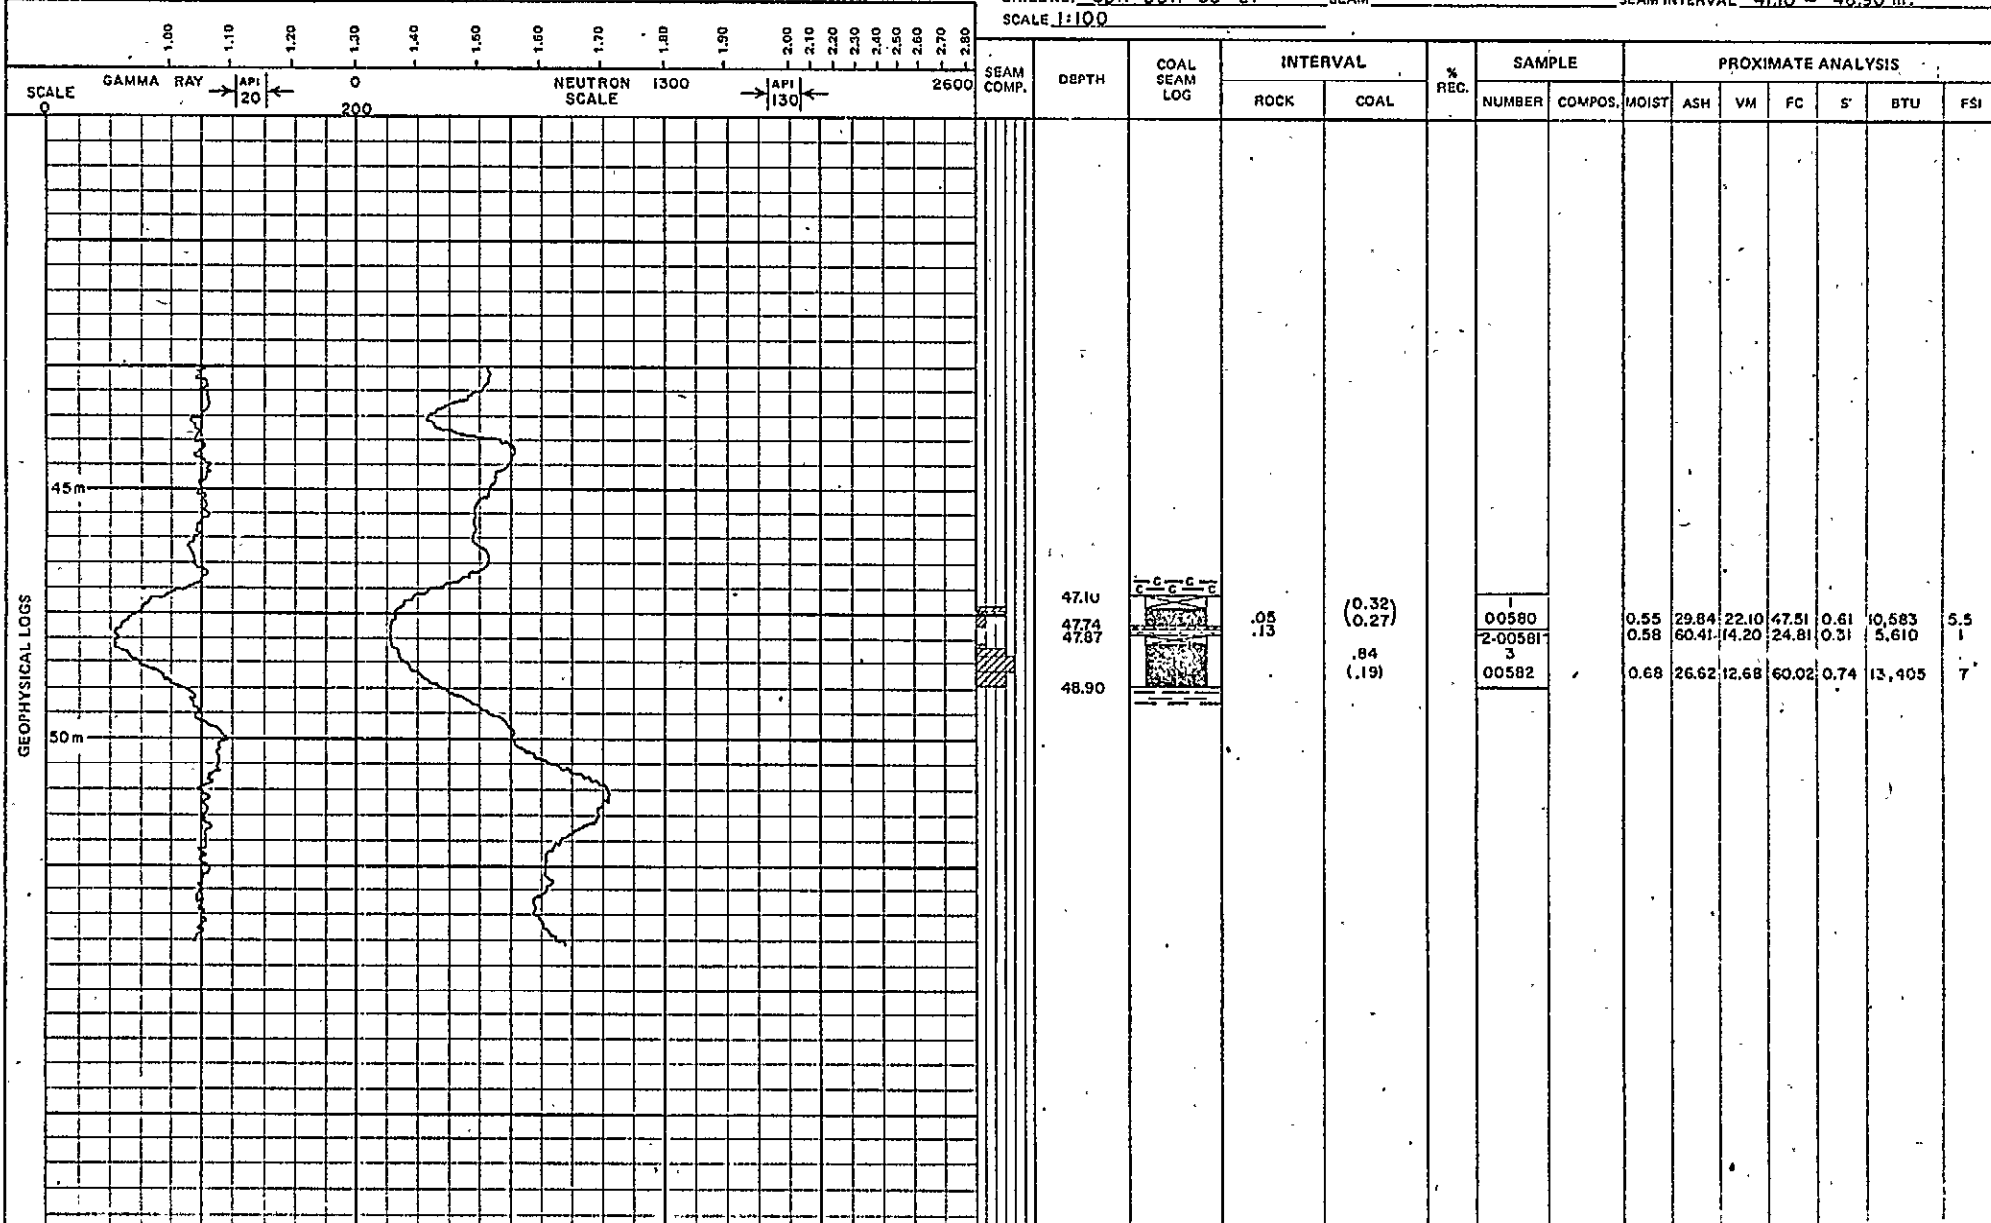 SEAM INTERVAL 47.10 - 48.90 m.
SCALE 1:100
1.00 1.10 1.20 1.30 1.40 1.50 1.60 1.70 1.80 1.90 2.00 2.10 2.20 2.30 2.40 2.50 2.60 2.70 2.80
SCALE GAMMA RAY API 20 0 NEUTRON SCALE 1300 API 130 2600
0 200
SEAM COMP. DEPTH COAL SEAM LOG INTERVAL % REC. SAMPLE PROXIMATE ANALYSIS
ROCK COAL NUMBER COMPOS. MOIST ASH VM FC S BTU FSI
GEOPHYSICAL LOGS
45m
50m
C C C C C
47.10 1
(0.32)
47.74 .05 (0.27) 00580 0.55 29.84 22.10 47.51 0.61 10,583 5.5
47.87 .13 2-00581 0.58 60.41 14.20 24.81 0.31 5,610 1
.84 3
(.19) 00582 0.68 26.62 12.68 60.02 0.74 13,405 7
48.90